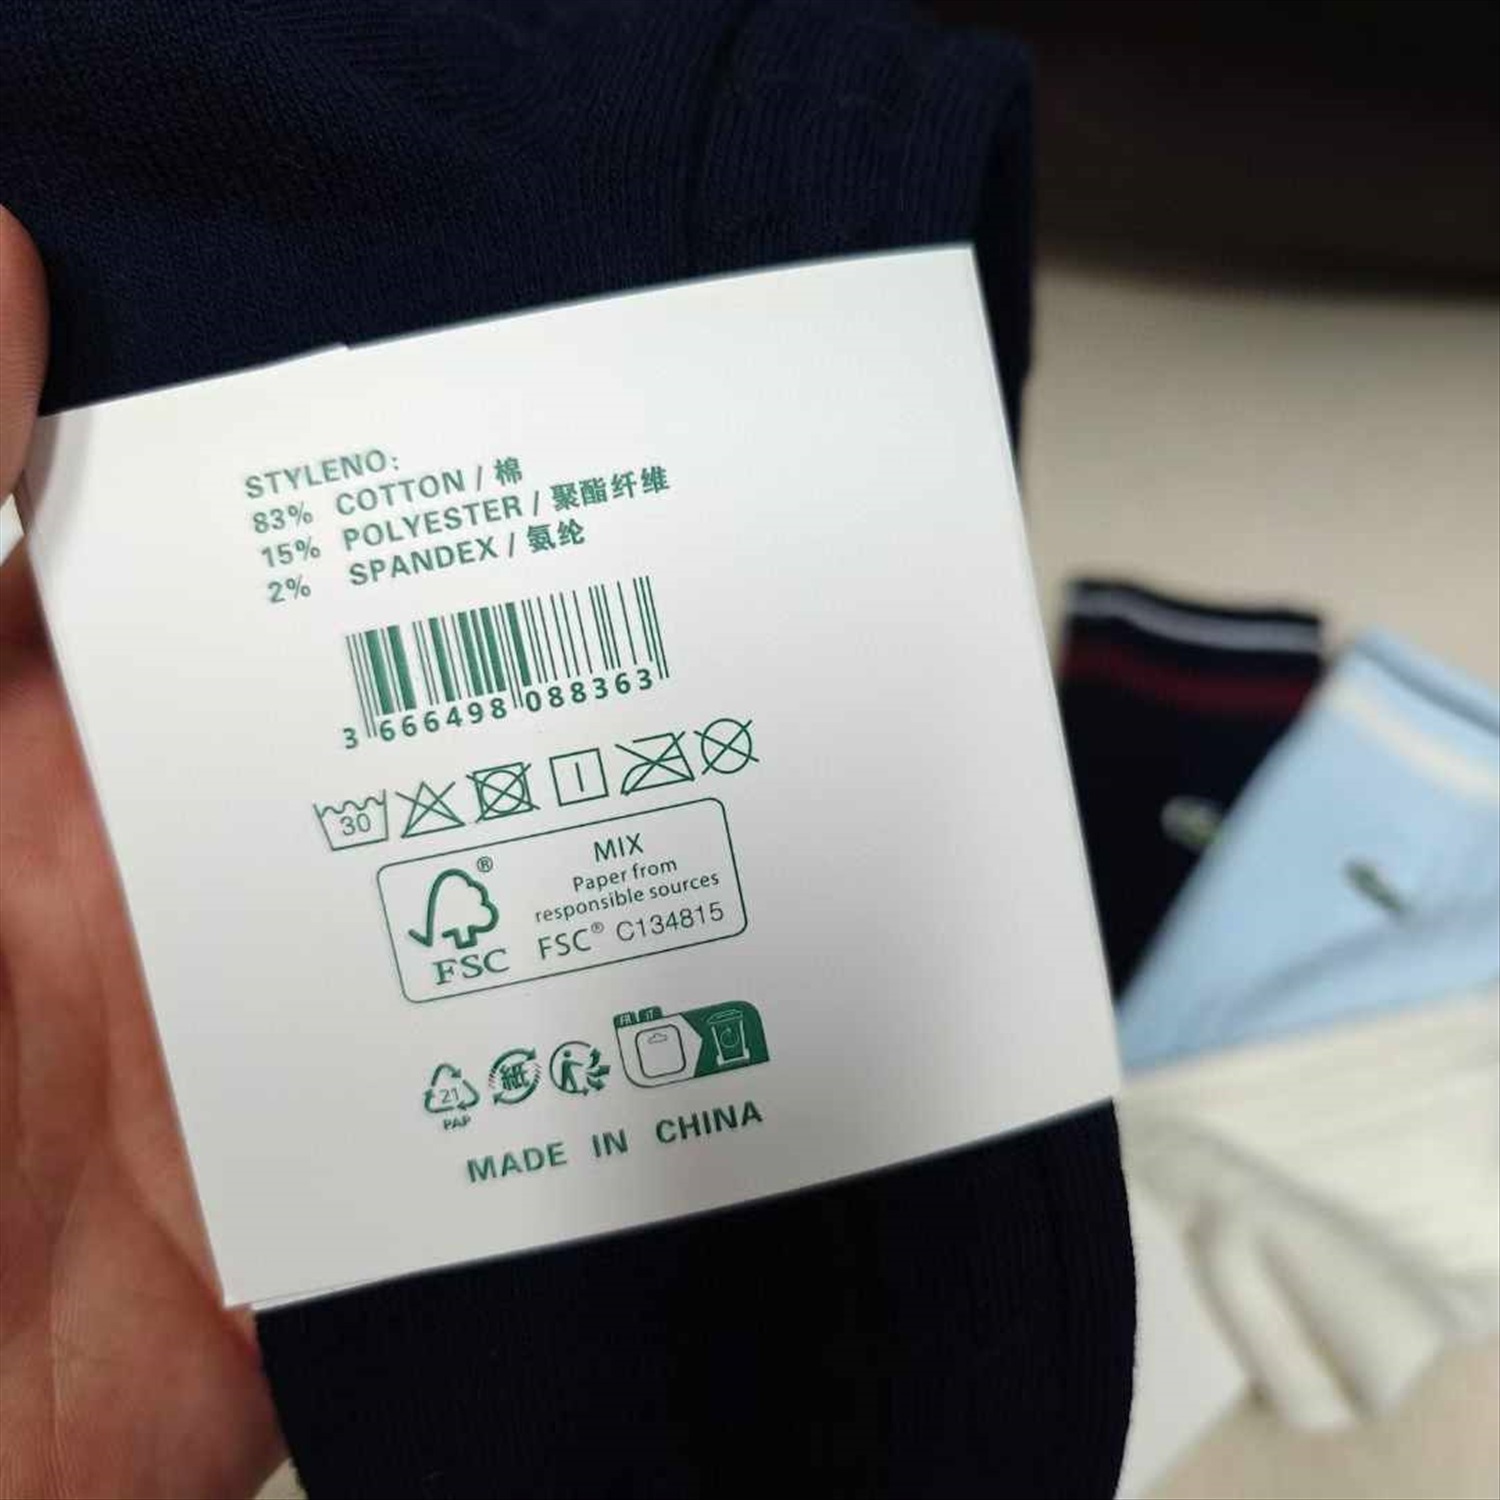 STYLENO:
83% COTTON / 棉
15% POLYESTER / 聚酯纤维
2% SPANDEX / 氨纶
3 666498 088363
30
® MIX
Paper from
responsible sources
FSC FSC® C134815
FR IT
21 紙
PAP
MADE IN CHINA